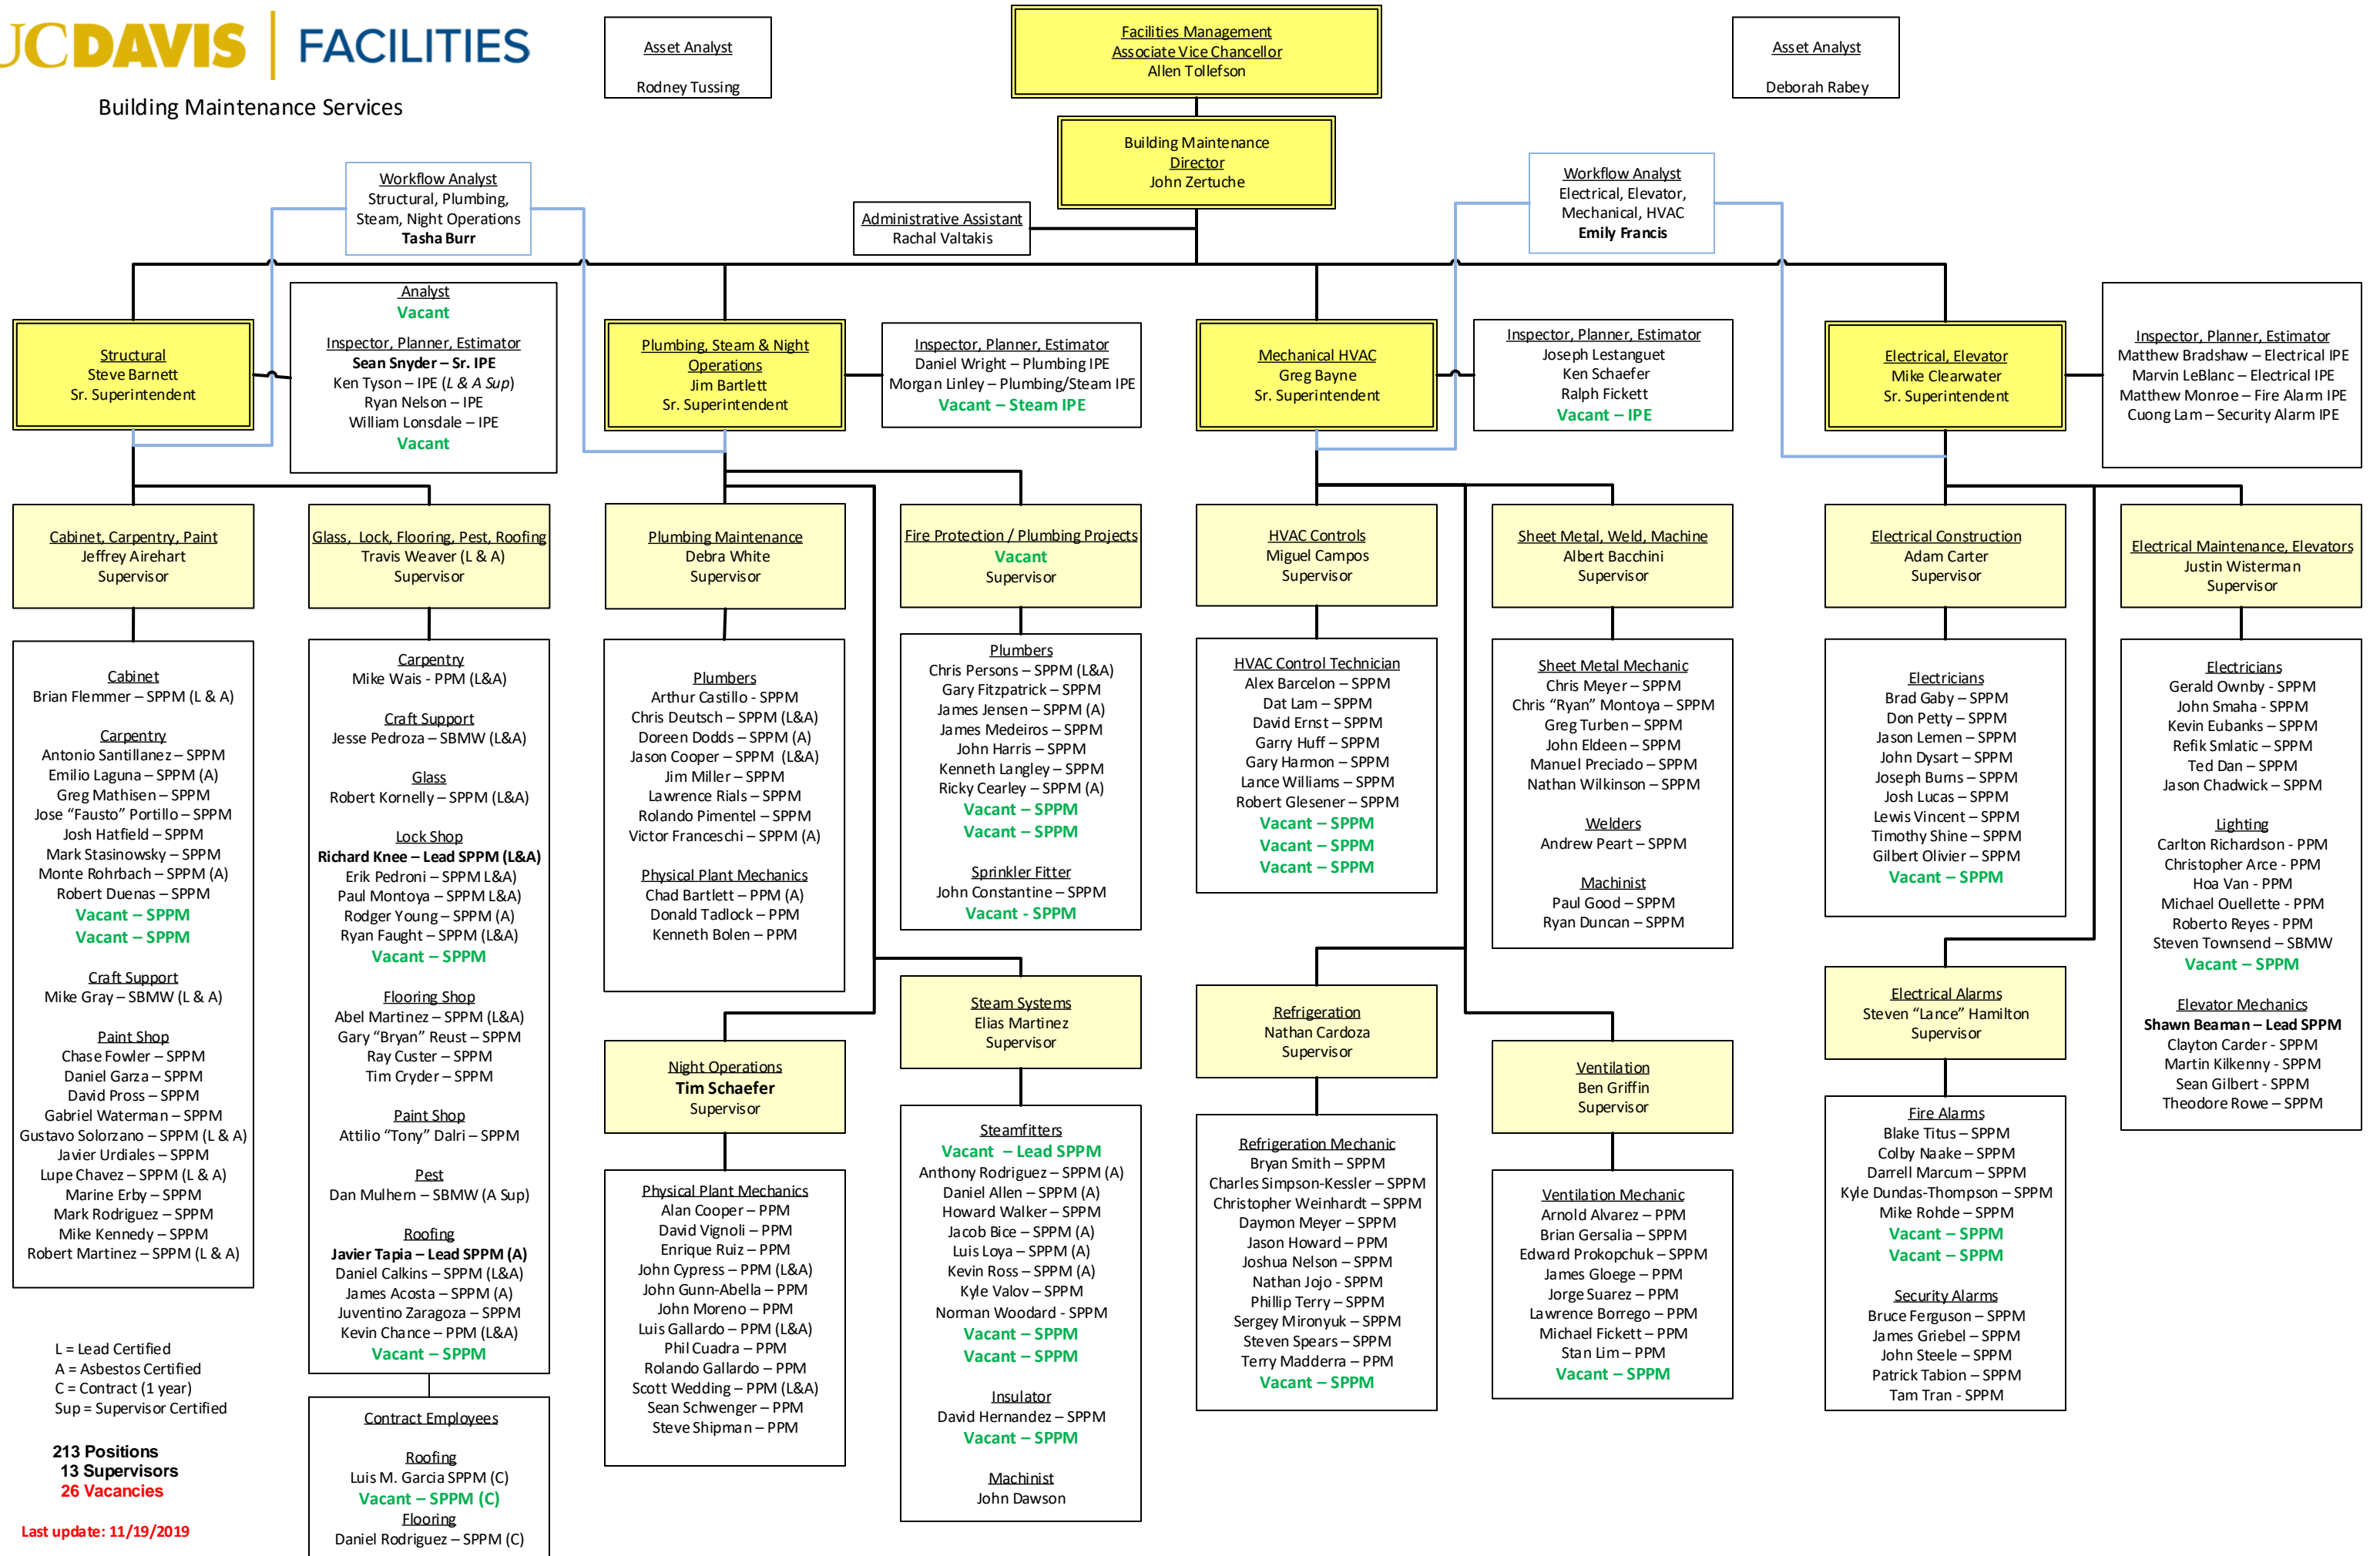 UCDAVIS | FACILITIES
Building Maintenance Services
Asset Analyst
Rodney Tussing
Facilities Management
Associate Vice Chancellor
Allen Tollefson
Asset Analyst
Deborah Rabey
Building Maintenance
Director
John Zertuche
Workflow Analyst
Structural, Plumbing,
Steam, Night Operations
Tasha Burr
Administrative Assistant
Rachal Valtakis
Workflow Analyst
Electrical, Elevator,
Mechanical, HVAC
Emily Francis
Structural
Steve Barnett
Sr. Superintendent
Analyst
Vacant
Inspector, Planner, Estimator
Sean Snyder – Sr. IPE
Ken Tyson – IPE (L & A Sup)
Ryan Nelson – IPE
William Lonsdale – IPE
Vacant
Plumbing, Steam & Night
Operations
Jim Bartlett
Sr. Superintendent
Inspector, Planner, Estimator
Daniel Wright – Plumbing IPE
Morgan Linley – Plumbing/Steam IPE
Vacant – Steam IPE
Mechanical HVAC
Greg Bayne
Sr. Superintendent
Inspector, Planner, Estimator
Joseph Lestanguet
Ken Schaefer
Ralph Fickett
Vacant – IPE
Electrical, Elevator
Mike Clearwater
Sr. Superintendent
Inspector, Planner, Estimator
Matthew Bradshaw – Electrical IPE
Marvin LeBlanc – Electrical IPE
Matthew Monroe – Fire Alarm IPE
Cuong Lam – Security Alarm IPE
Cabinet, Carpentry, Paint
Jeffrey Airehart
Supervisor
Glass, Lock, Flooring, Pest, Roofing
Travis Weaver (L & A)
Supervisor
Plumbing Maintenance
Debra White
Supervisor
Fire Protection / Plumbing Projects
Vacant
Supervisor
HVAC Controls
Miguel Campos
Supervisor
Sheet Metal, Weld, Machine
Albert Bacchini
Supervisor
Electrical Construction
Adam Carter
Supervisor
Electrical Maintenance, Elevators
Justin Wisterman
Supervisor
Cabinet
Brian Flemmer – SPPM (L & A)
Carpentry
Antonio Santillanez – SPPM
Emilio Laguna – SPPM (A)
Greg Mathisen – SPPM
Jose “Fausto” Portillo – SPPM
Josh Hatfield – SPPM
Mark Stasinowsky – SPPM
Monte Rohrbach – SPPM (A)
Robert Duenas – SPPM
Vacant – SPPM
Vacant – SPPM
Craft Support
Mike Gray – SBMW (L & A)
Paint Shop
Chase Fowler – SPPM
Daniel Garza – SPPM
David Pross – SPPM
Gabriel Waterman – SPPM
Gustavo Solorzano – SPPM (L & A)
Javier Urdiales – SPPM
Lupe Chavez – SPPM (L & A)
Marine Erby – SPPM
Mark Rodriguez – SPPM
Mike Kennedy – SPPM
Robert Martinez – SPPM (L & A)
Carpentry
Mike Wais - PPM (L&A)
Craft Support
Jesse Pedroza – SBMW (L&A)
Glass
Robert Kornelly – SPPM (L&A)
Lock Shop
Richard Knee – Lead SPPM (L&A)
Erik Pedroni – SPPM L&A)
Paul Montoya – SPPM L&A)
Rodger Young – SPPM (A)
Ryan Faught – SPPM (L&A)
Vacant – SPPM
Flooring Shop
Abel Martinez – SPPM (L&A)
Gary “Bryan” Reust – SPPM
Ray Custer – SPPM
Tim Cryder – SPPM
Paint Shop
Attilio “Tony” Dalri – SPPM
Pest
Dan Mulhern – SBMW (A Sup)
Roofing
Javier Tapia – Lead SPPM (A)
Daniel Calkins – SPPM (L&A)
James Acosta – SPPM (A)
Juventino Zaragoza – SPPM
Kevin Chance – PPM (L&A)
Vacant – SPPM
Contract Employees
Roofing
Luis M. Garcia SPPM (C)
Vacant – SPPM (C)
Flooring
Daniel Rodriguez – SPPM (C)
Plumbers
Arthur Castillo - SPPM
Chris Deutsch – SPPM (L&A)
Doreen Dodds – SPPM (A)
Jason Cooper – SPPM (L&A)
Jim Miller – SPPM
Lawrence Rials – SPPM
Rolando Pimentel – SPPM
Victor Franceschi – SPPM (A)
Physical Plant Mechanics
Chad Bartlett – PPM (A)
Donald Tadlock – PPM
Kenneth Bolen – PPM
Night Operations
Tim Schaefer
Supervisor
Physical Plant Mechanics
Alan Cooper – PPM
David Vignoli – PPM
Enrique Ruiz – PPM
John Cypress – PPM (L&A)
John Gunn-Abella – PPM
John Moreno – PPM
Luis Gallardo – PPM (L&A)
Phil Cuadra – PPM
Rolando Gallardo – PPM
Scott Wedding – PPM (L&A)
Sean Schwenger – PPM
Steve Shipman – PPM
Plumbers
Chris Persons – SPPM (L&A)
Gary Fitzpatrick – SPPM
James Jensen – SPPM (A)
James Medeiros – SPPM
John Harris – SPPM
Kenneth Langley – SPPM
Ricky Cearley – SPPM (A)
Vacant – SPPM
Vacant – SPPM
Sprinkler Fitter
John Constantine – SPPM
Vacant - SPPM
Steam Systems
Elias Martinez
Supervisor
Steamfitters
Vacant – Lead SPPM
Anthony Rodriguez – SPPM (A)
Daniel Allen – SPPM (A)
Howard Walker – SPPM
Jacob Bice – SPPM (A)
Luis Loya – SPPM (A)
Kevin Ross – SPPM (A)
Kyle Valov – SPPM
Norman Woodard - SPPM
Vacant – SPPM
Vacant – SPPM
Insulator
David Hernandez – SPPM
Vacant – SPPM
Machinist
John Dawson
HVAC Control Technician
Alex Barcelon – SPPM
Dat Lam – SPPM
David Ernst – SPPM
Garry Huff – SPPM
Gary Harmon – SPPM
Lance Williams – SPPM
Robert Glesener – SPPM
Vacant – SPPM
Vacant – SPPM
Vacant – SPPM
Refrigeration
Nathan Cardoza
Supervisor
Refrigeration Mechanic
Bryan Smith – SPPM
Charles Simpson-Kessler – SPPM
Christopher Weinhardt – SPPM
Daymon Meyer – SPPM
Jason Howard – PPM
Joshua Nelson – SPPM
Nathan Jojo - SPPM
Phillip Terry – SPPM
Sergey Mironyuk – SPPM
Steven Spears – SPPM
Terry Madderra – PPM
Vacant – SPPM
Sheet Metal Mechanic
Chris Meyer – SPPM
Chris “Ryan” Montoya – SPPM
Greg Turben – SPPM
John Eldeen – SPPM
Manuel Preciado – SPPM
Nathan Wilkinson – SPPM
Welders
Andrew Peart – SPPM
Machinist
Paul Good – SPPM
Ryan Duncan – SPPM
Ventilation
Ben Griffin
Supervisor
Ventilation Mechanic
Arnold Alvarez – PPM
Brian Gersalia – SPPM
Edward Prokopchuk – SPPM
James Gloege – PPM
Jorge Suarez – PPM
Lawrence Borrego – PPM
Michael Fickett – PPM
Stan Lim – PPM
Vacant – SPPM
Electricians
Brad Gaby – SPPM
Don Petty – SPPM
Jason Lemen – SPPM
John Dysart – SPPM
Joseph Burns – SPPM
Josh Lucas – SPPM
Lewis Vincent – SPPM
Timothy Shine – SPPM
Gilbert Olivier – SPPM
Vacant – SPPM
Electrical Alarms
Steven “Lance” Hamilton
Supervisor
Fire Alarms
Blake Titus – SPPM
Colby Naake – SPPM
Darrell Marcum – SPPM
Kyle Dundas-Thompson – SPPM
Mike Rohde – SPPM
Vacant – SPPM
Vacant – SPPM
Security Alarms
Bruce Ferguson – SPPM
James Griebel – SPPM
John Steele – SPPM
Patrick Tabion – SPPM
Tam Tran - SPPM
Electricians
Gerald Ownby - SPPM
John Smaha - SPPM
Kevin Eubanks – SPPM
Refik Smlatic – SPPM
Ted Dan – SPPM
Jason Chadwick – SPPM
Lighting
Carlton Richardson - PPM
Christopher Arce - PPM
Hoa Van - PPM
Michael Ouellette - PPM
Roberto Reyes - PPM
Steven Townsend – SBMW
Vacant – SPPM
Elevator Mechanics
Shawn Beaman – Lead SPPM
Clayton Carder - SPPM
Martin Kilkenny - SPPM
Sean Gilbert - SPPM
Theodore Rowe – SPPM
L = Lead Certified
A = Asbestos Certified
C = Contract (1 year)
Sup = Supervisor Certified
213 Positions
13 Supervisors
26 Vacancies
Last update: 11/19/2019